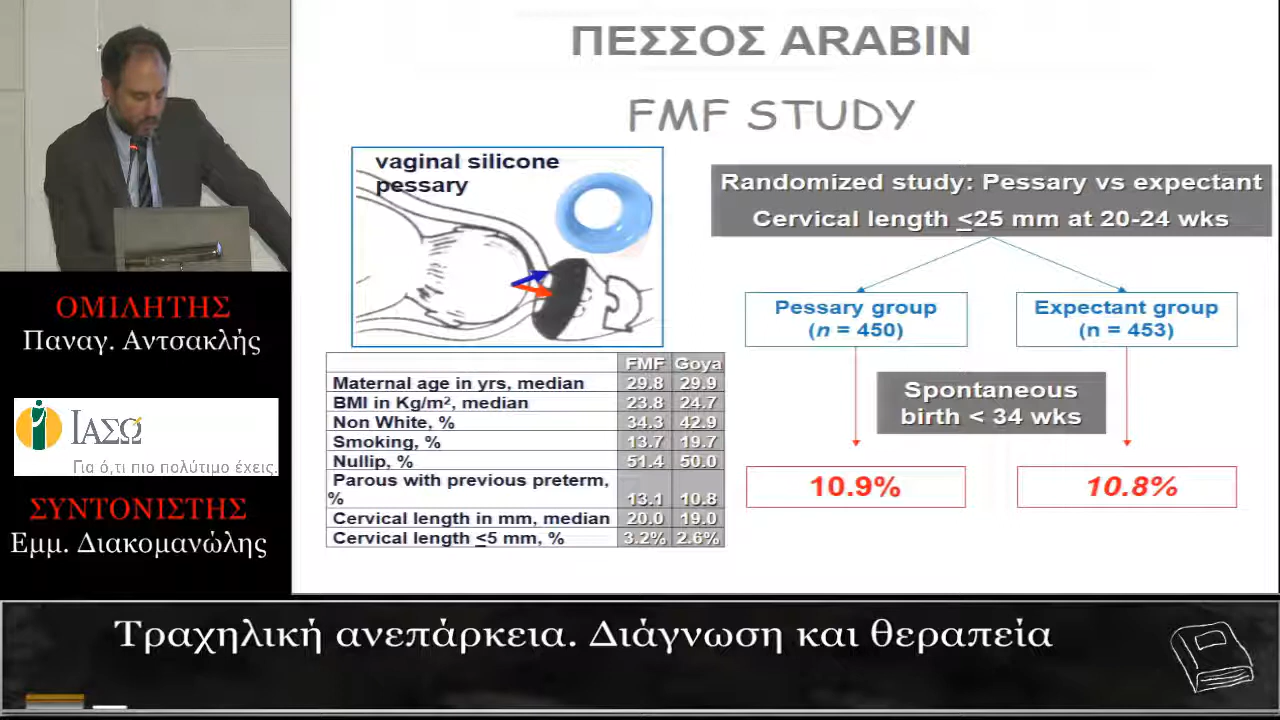 ΠΕΣΣΟΣ ARABIN
FMF STUDY
vaginal silicone
pessary
Randomized study: Pessary vs expectant
Cervical length ≤25 mm at 20-24 wks
Pessary group
(n = 450)
Expectant group
(n = 453)
Spontaneous
birth < 34 wks
10.9%
10.8%
FMF Goya
Maternal age in yrs, median 29.8 29.9
BMI in Kg/m², median 23.8 24.7
Non White, % 34.3 42.9
Smoking, % 13.7 19.7
Nullip, % 51.4 50.0
Parous with previous preterm,
% 13.1 10.8
Cervical length in mm, median 20.0 19.0
Cervical length ≤5 mm, % 3.2% 2.6%
ΟΜΙΛΗΤΗΣ
Παναγ. Αντσακλής
ΙΑΣΩ
Για ό,τι πιο πολύτιμο έχεις.
ΣΥΝΤΟΝΙΣΤΗΣ
Εμμ. Διακομανώλης
Τραχηλική ανεπάρκεια. Διάγνωση και θεραπεία